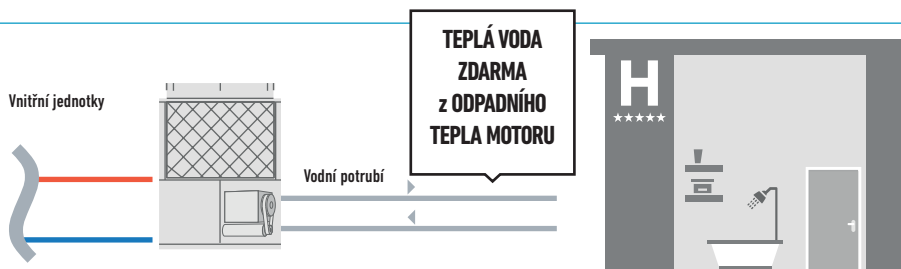 TEPLÁ VODA
ZDARMA
z ODPADNÍHO
TEPLA MOTORU
Vnitřní jednotky
Vodní potrubí
H
★★★★★